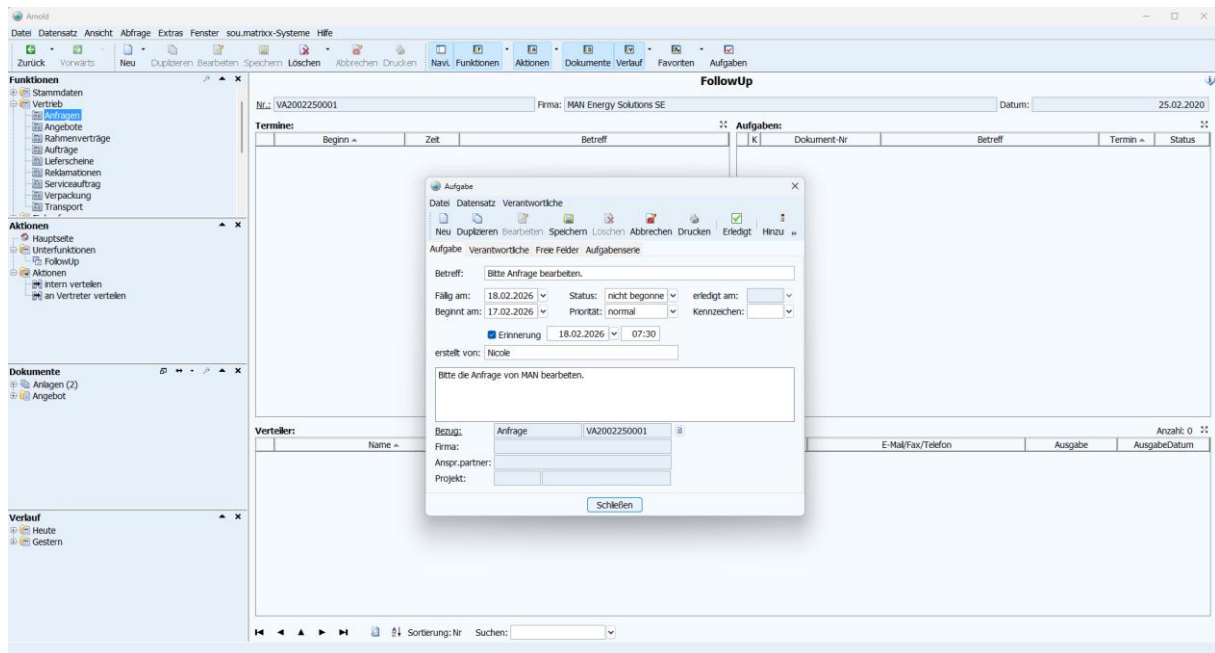 Arnold
Datei Datensatz Ansicht Abfrage Extras Fenster sou.matrixx-Systeme Hilfe
Zurück Vorwärts Neu Duplizieren Bearbeiten Speichern Löschen Abbrechen Drucken Navi. Funktionen Aktionen Dokumente Verlauf Favoriten Aufgaben
Funktionen
Stammdaten
Vertrieb
Anfragen
Angebote
Rahmenverträge
Aufträge
Lieferscheine
Reklamationen
Serviceauftrag
Verpackung
Transport
Aktionen
Hauptseite
Unterfunktionen
FollowUp
Aktionen
intern verteilen
an Vertreter verteilen
Dokumente
Anlagen (2)
Angebot
Verlauf
Heute
Gestern
FollowUp
Nr.: VA2002250001 Firma: MAN Energy Solutions SE Datum: 25.02.2020
Termine:
Beginn Zeit Betreff
Aufgaben:
K Dokument-Nr Betreff Termin Status
Aufgabe
Datei Datensatz Verantwortliche
Neu Duplizieren Bearbeiten Speichern Löschen Abbrechen Drucken Erledigt Hinzu
Aufgabe Verantwortliche Freie Felder Aufgabenserie
Betreff: Bitte Anfrage bearbeiten.
Fällig am: 18.02.2026 Status: nicht begonne erledigt am:
Beginnt am: 17.02.2026 Priorität: normal Kennzeichen:
Erinnerung 18.02.2026 07:30
erstellt von: Nicole
Bitte die Anfrage von MAN bearbeiten.
Bezug: Anfrage VA2002250001
Firma:
Anspr.partner:
Projekt:
Schließen
Verteiler: Anzahl: 0
Name E-Mail/Fax/Telefon Ausgabe AusgabeDatum
Sortierung: Nr Suchen: